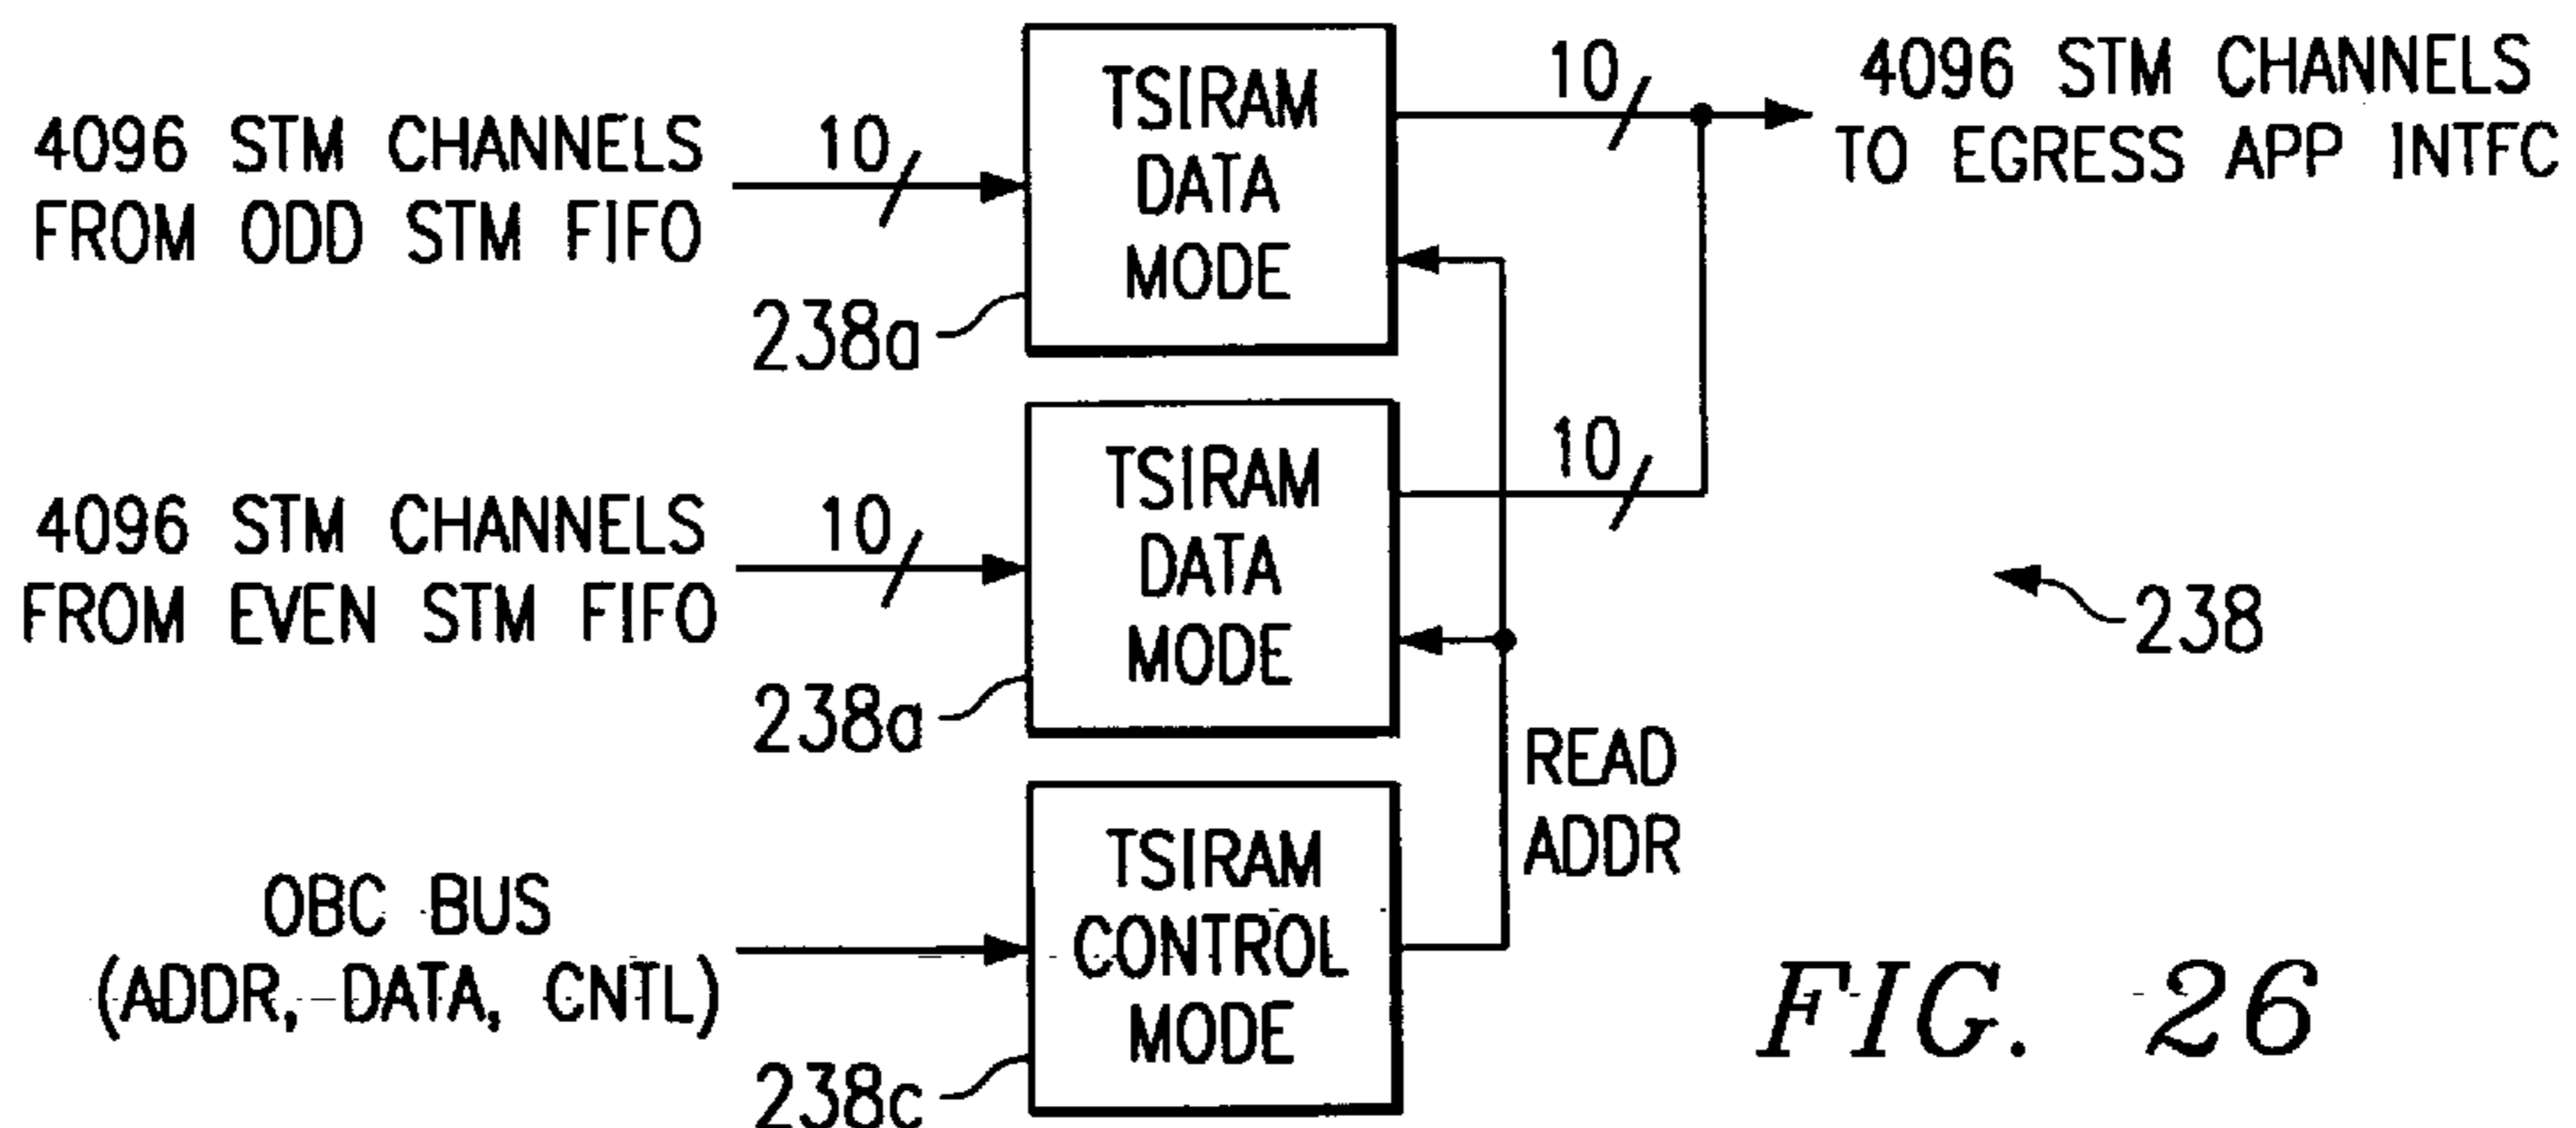 4096 STM CHANNELS
FROM ODD STM FIFO
10
TSIRAM
DATA
MODE
238a
10
4096 STM CHANNELS
TO EGRESS APP INTFC
4096 STM CHANNELS
FROM EVEN STM FIFO
10
TSIRAM
DATA
MODE
238a
10
238
READ
ADDR
OBC BUS
(ADDR, DATA, CNTL)
TSIRAM
CONTROL
MODE
238c
FIG. 26